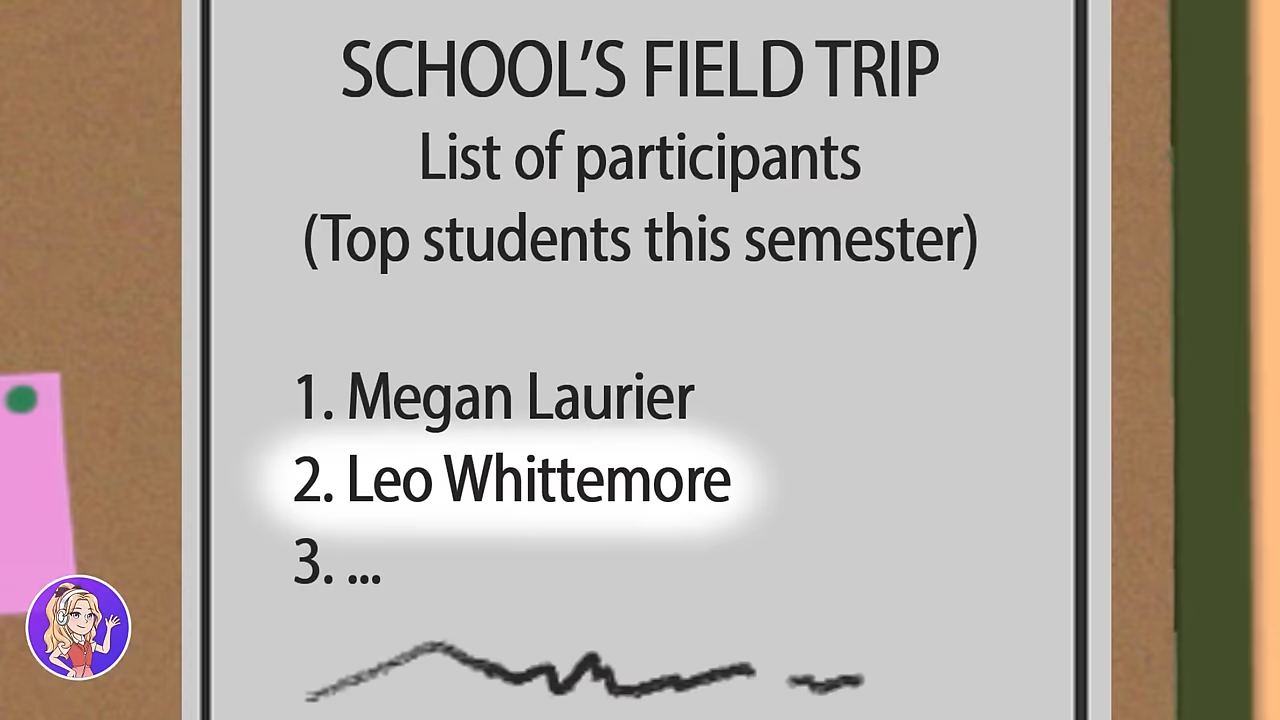 SCHOOL'S FIELD TRIP
List of participants
(Top students this semester)
1. Megan Laurier
2. Leo Whittemore
3. ...